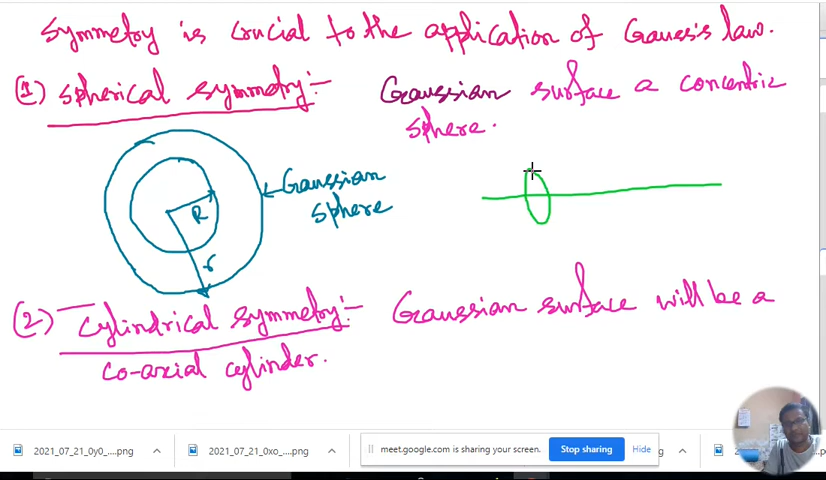 Symmetry is crucial to the application of Gauss's law.
(1) Spherical symmetry:- Gaussian surface a concentric
sphere.
R
r
Gaussian
sphere
(2) Cylindrical symmetry:- Gaussian surface will be a
co-axial cylinder.
2021_07_21_0y0_....png
2021_07_21_0xo_....png
meet.google.com is sharing your screen.
Stop sharing
Hide